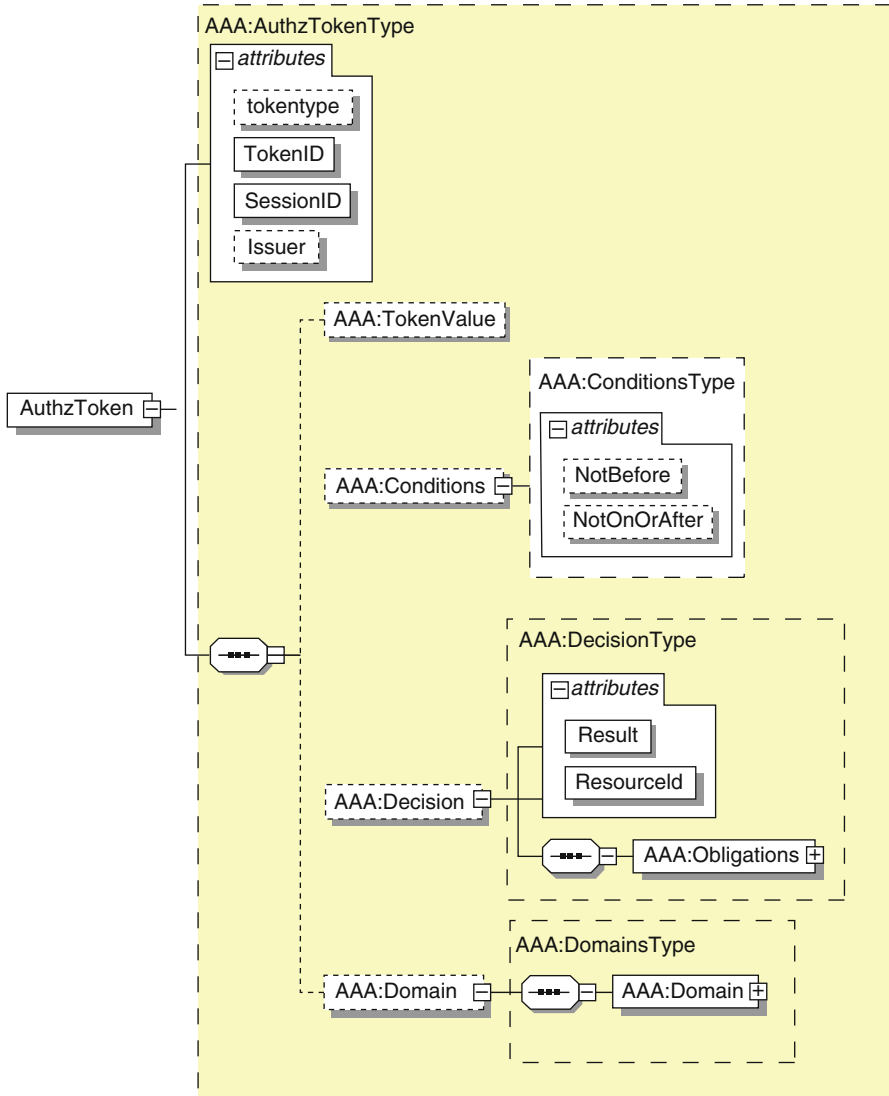 AAA:AuthzTokenType
attributes
tokentype
TokenID
SessionID
Issuer
AAA:TokenValue
AuthzToken
AAA:Conditions
AAA:ConditionsType
attributes
NotBefore
NotOnOrAfter
AAA:Decision
AAA:DecisionType
attributes
Result
ResourceId
AAA:Obligations
AAA:Domain
AAA:DomainsType
AAA:Domain